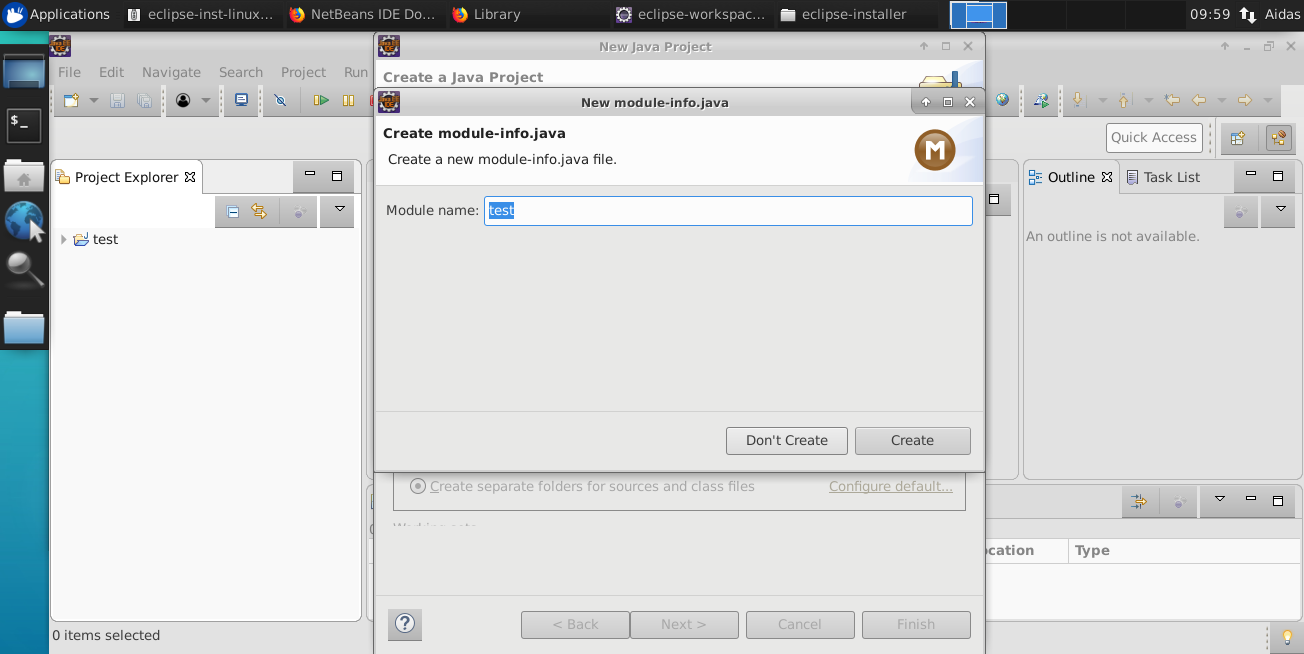 Applications
eclipse-inst-linux...
NetBeans IDE Do...
Library
eclipse-workspac...
eclipse-installer
09:59
Aidas
New Java Project
File Edit Navigate Search Project Run
Create a Java Project
New module-info.java
Create module-info.java
Create a new module-info.java file.
M
Quick Access
Project Explorer
Outline
Task List
Module name: test
test
An outline is not available.
Don't Create
Create
Create separate folders for sources and class files
Configure default...
Type
?
< Back
Next >
Cancel
Finish
0 items selected